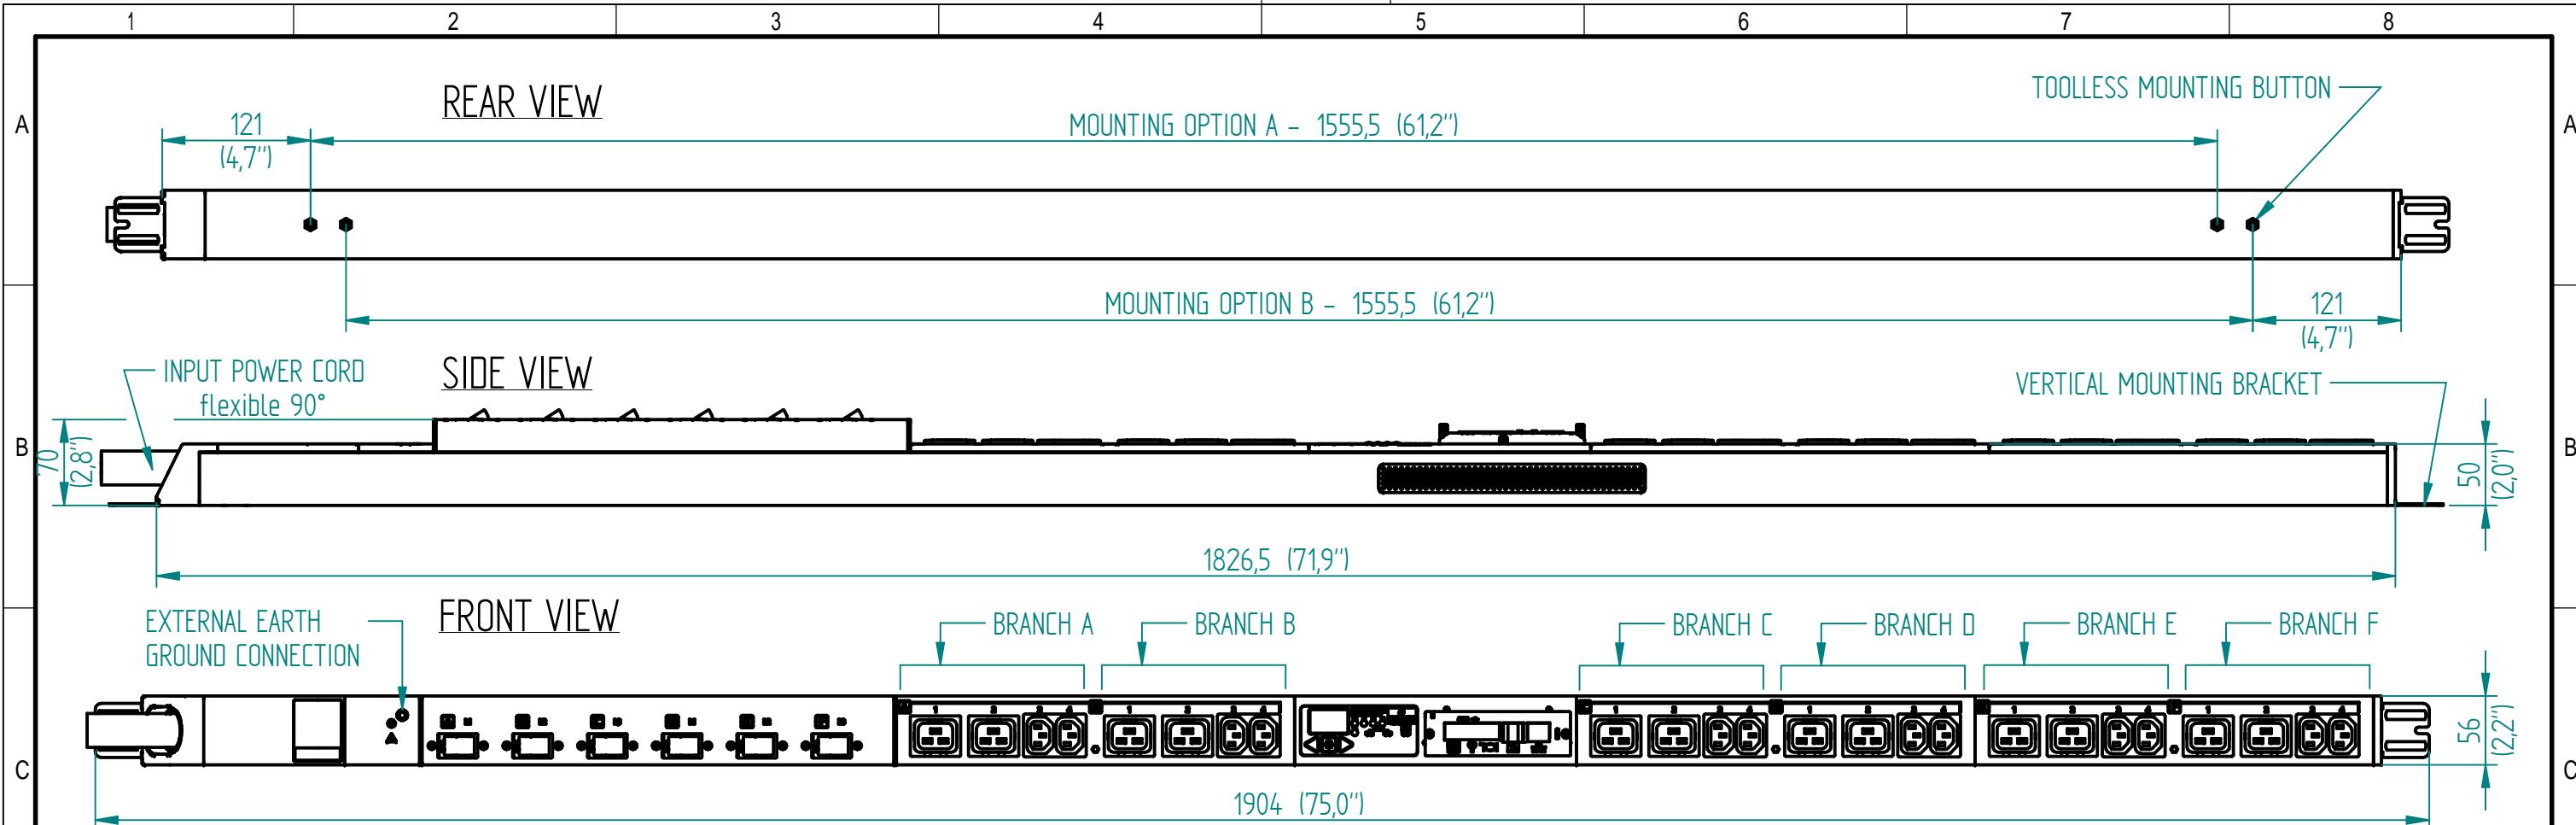 1 2 3 4 5 6 7 8
A A
REAR VIEW
TOOLLESS MOUNTING BUTTON
121
(4,7")
MOUNTING OPTION A - 1555,5 (61,2")
MOUNTING OPTION B - 1555,5 (61,2")
121
(4,7")
INPUT POWER CORD
flexible 90°
SIDE VIEW
VERTICAL MOUNTING BRACKET
B B
70
(2,8")
50
(2,0")
1826,5 (71,9")
EXTERNAL EARTH
GROUND CONNECTION
FRONT VIEW
BRANCH A
BRANCH B
BRANCH C
BRANCH D
BRANCH E
BRANCH F
C C
56
(2,2")
1904 (75,0")